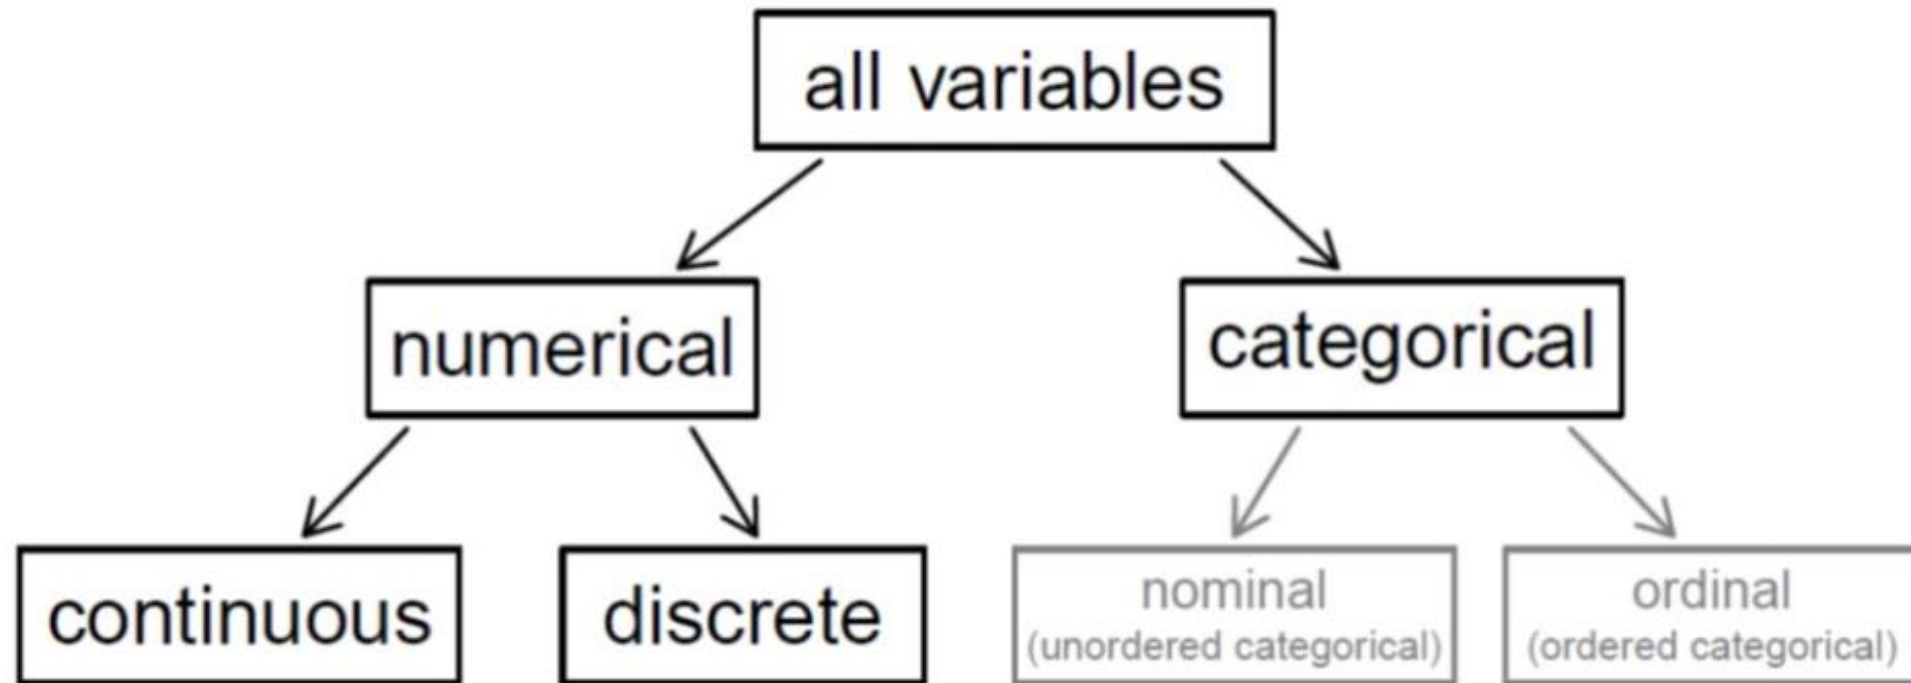 all variables
numerical
categorical
continuous
discrete
nominal
(unordered categorical)
ordinal
(ordered categorical)